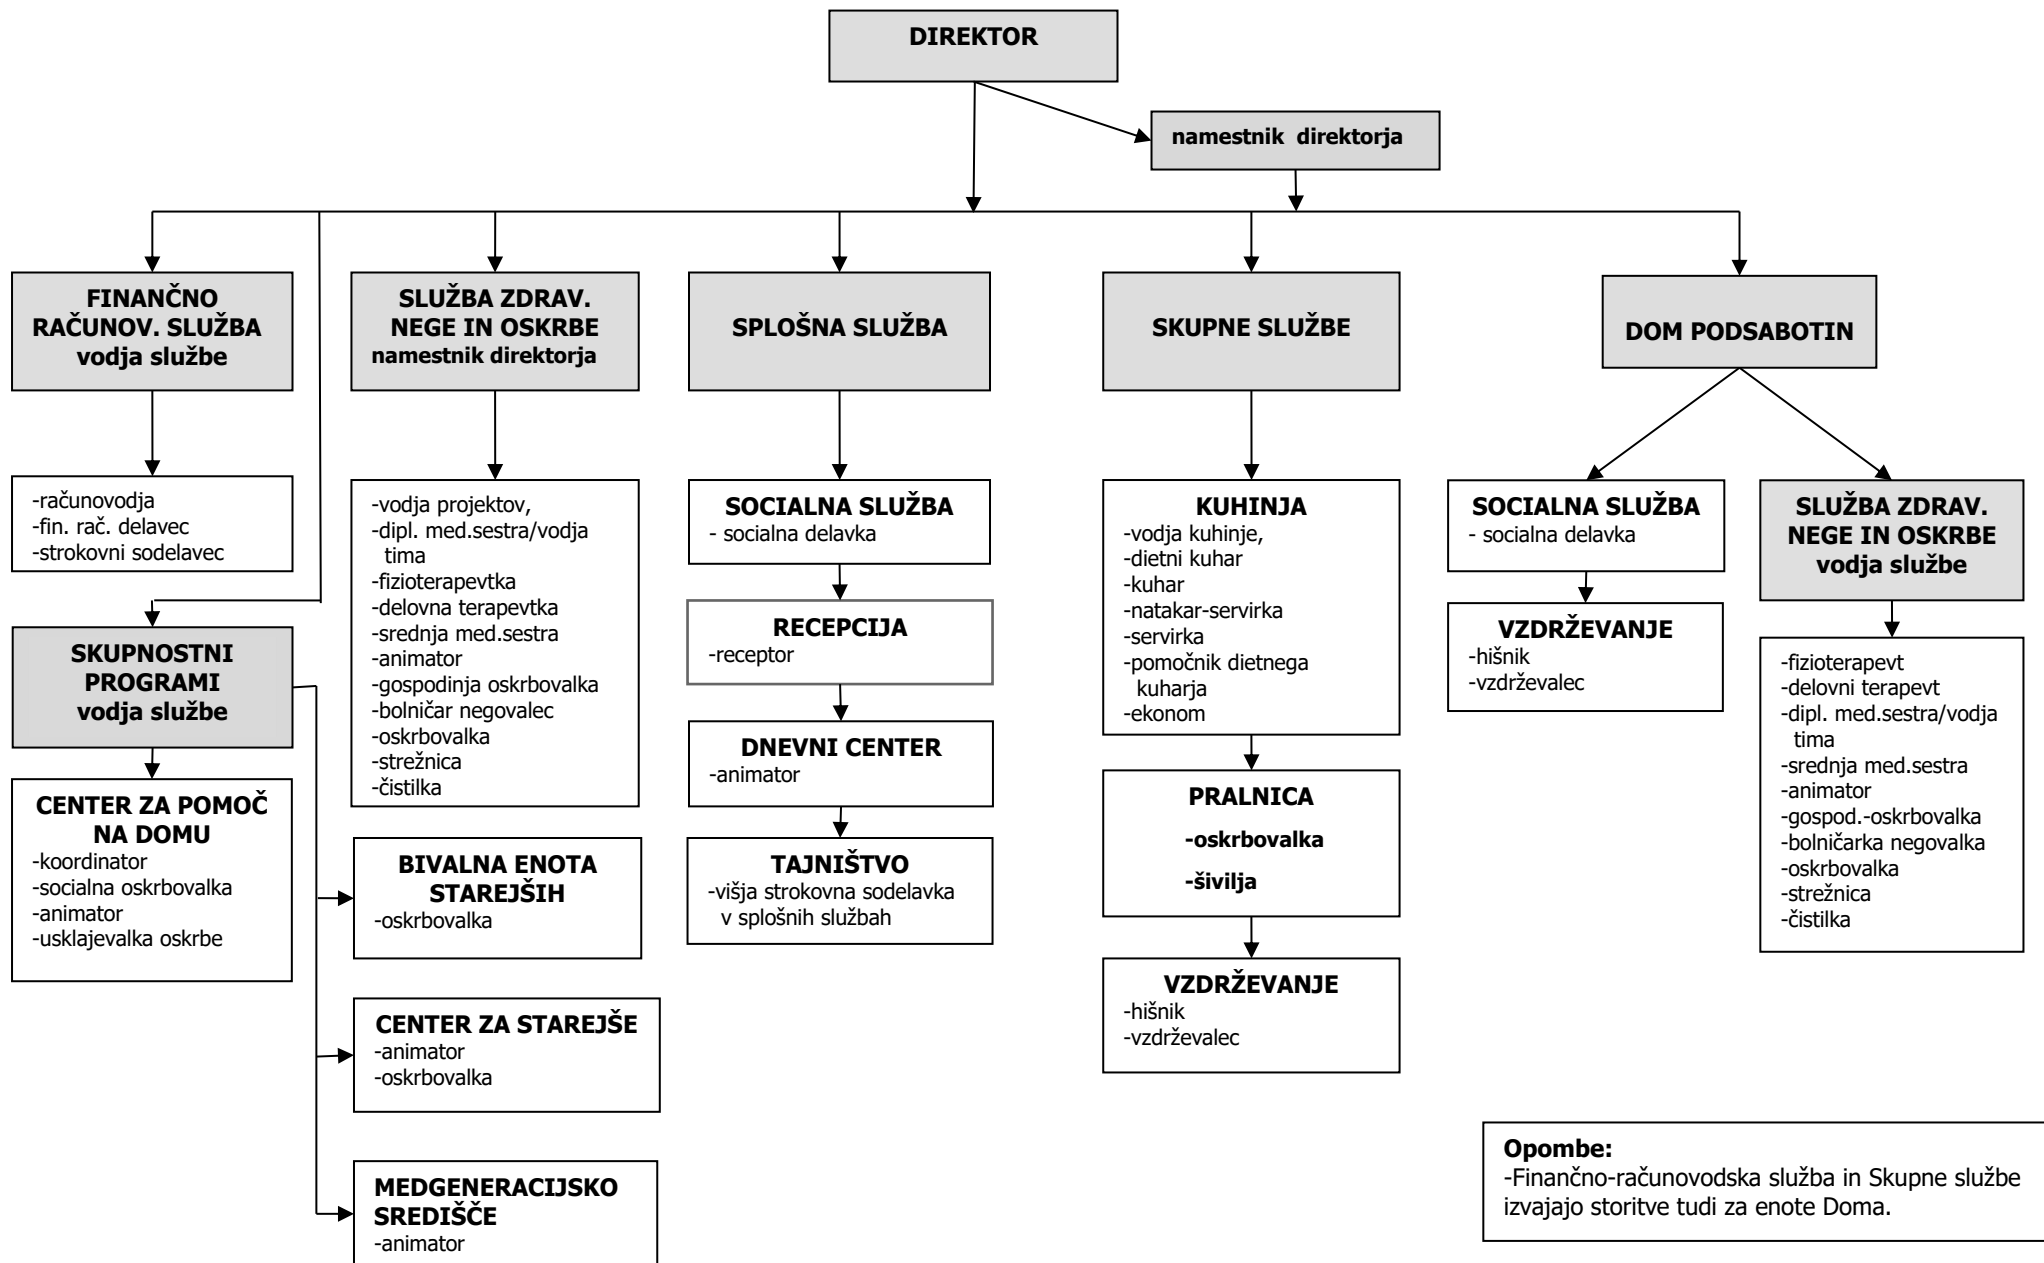 DIREKTOR
namestnik direktorja
FINANČNO
RAČUNOV. SLUŽBA
vodja službe
SLUŽBA ZDRAV.
NEGE IN OSKRBE
namestnik direktorja
SPLOŠNA SLUŽBA
SKUPNE SLUŽBE
DOM PODSABOTIN
-računovodja
-fin. rač. delavec
-strokovni sodelavec
SKUPNOSTNI
PROGRAMI
vodja službe
CENTER ZA POMOČ
NA DOMU
-koordinator
-socialna oskrbovalka
-animator
-usklajevalka oskrbe
-vodja projektov,
-dipl. med.sestra/vodja
tima
-fizioterapevtka
-delovna terapevtka
-srednja med.sestra
-animator
-gospodinja oskrbovalka
-bolničar negovalec
-oskrbovalka
-strežnica
-čistilka
BIVALNA ENOTA
STAREJŠIH
-oskrbovalka
CENTER ZA STAREJŠE
-animator
-oskrbovalka
MEDGENERACIJSKO
SREDIŠČE
-animator
SOCIALNA SLUŽBA
- socialna delavka
RECEPCIJA
-receptor
DNEVNI CENTER
-animator
TAJNIŠTVO
-višja strokovna sodelavka
v splošnih službah
KUHINJA
-vodja kuhinje,
-dietni kuhar
-kuhar
-natakar-servirka
-servirka
-pomočnik dietnega
kuharja
-ekonom
PRALNICA
-oskrbovalka
-šivilja
VZDRŽEVANJE
-hišnik
-vzdrževalec
SOCIALNA SLUŽBA
- socialna delavka
VZDRŽEVANJE
-hišnik
-vzdrževalec
SLUŽBA ZDRAV.
NEGE IN OSKRBE
vodja službe
-fizioterapevt
-delovni terapevt
-dipl. med.sestra/vodja
tima
-srednja med.sestra
-animator
-gospod.-oskrbovalka
-bolničarka negovalka
-oskrbovalka
-strežnica
-čistilka
Opombe:
-Finančno-računovodska služba in Skupne službe
izvajajo storitve tudi za enote Doma.